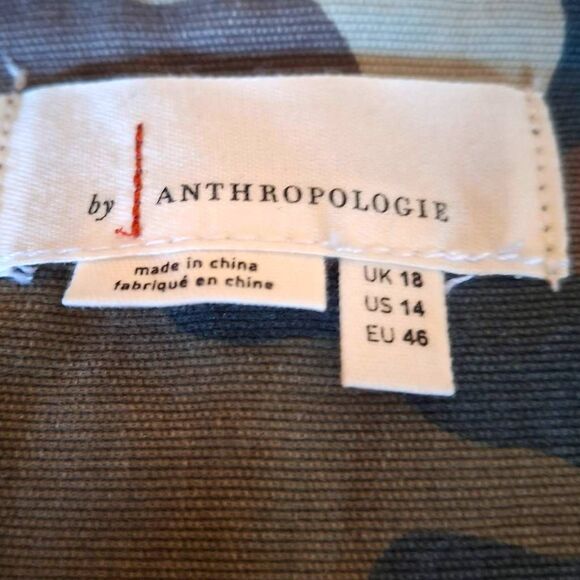 by ANTHROPOLOGIE
made in china
fabriqué en chine
UK 18
US 14
EU 46